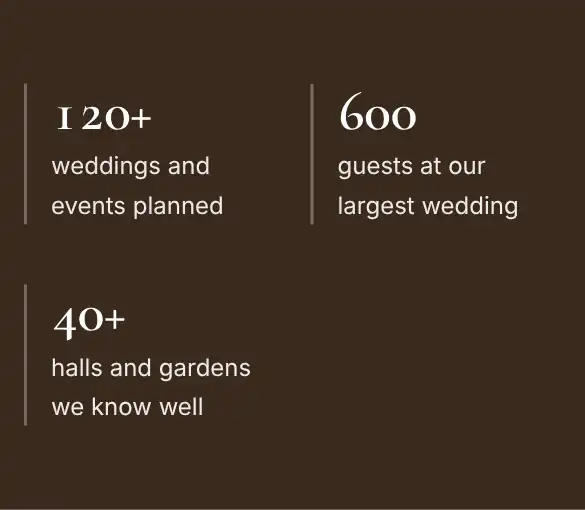 120+
weddings and
events planned
600
guests at our
largest wedding
40+
halls and gardens
we know well